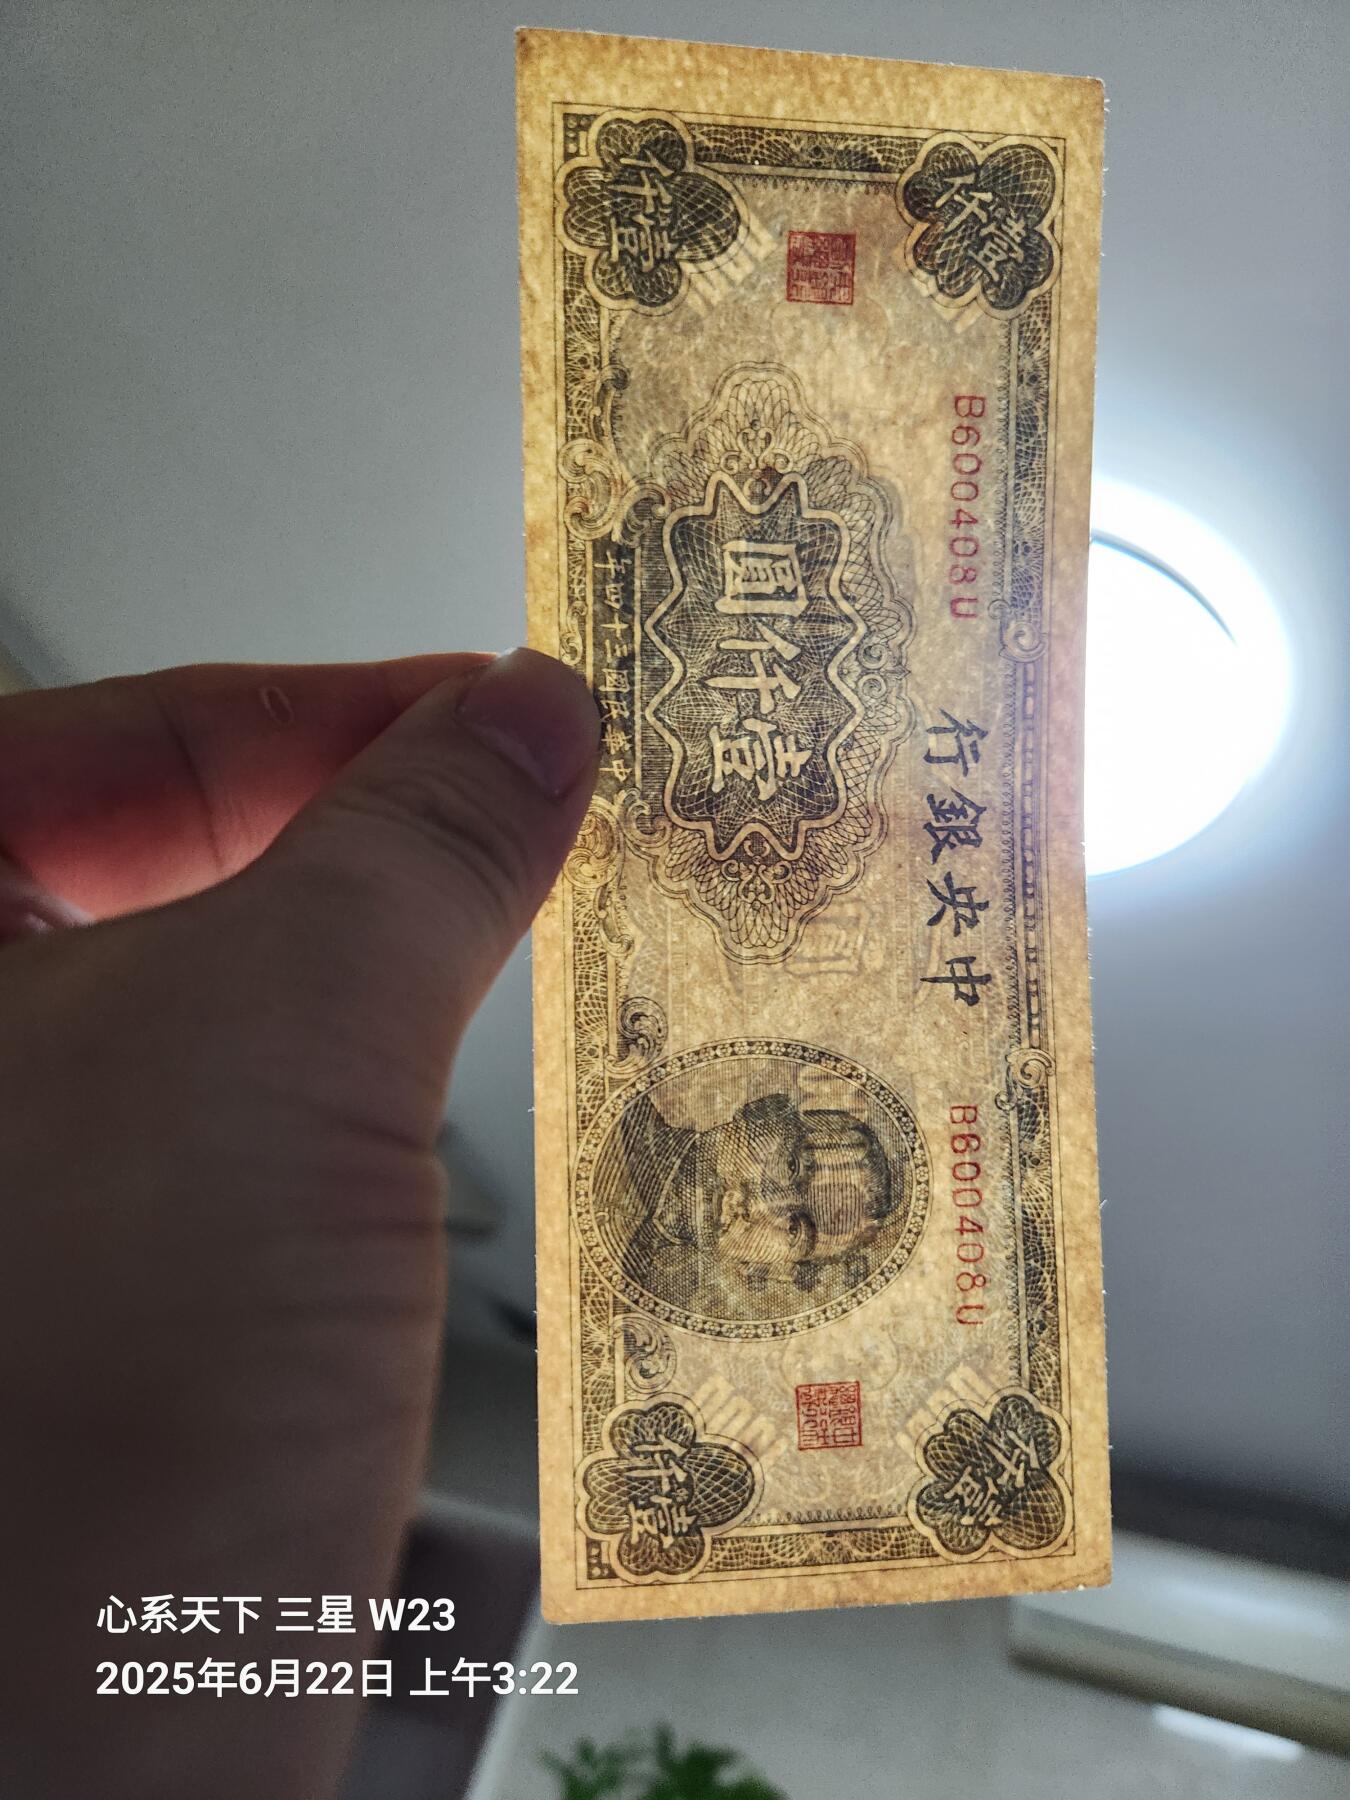 壹仟
壹仟
B600408U
B600408U
中央銀行
壹仟圓
中華民國三十四年
壹仟
壹仟
心系天下 三星 W23
2025年6月22日 上午3:22